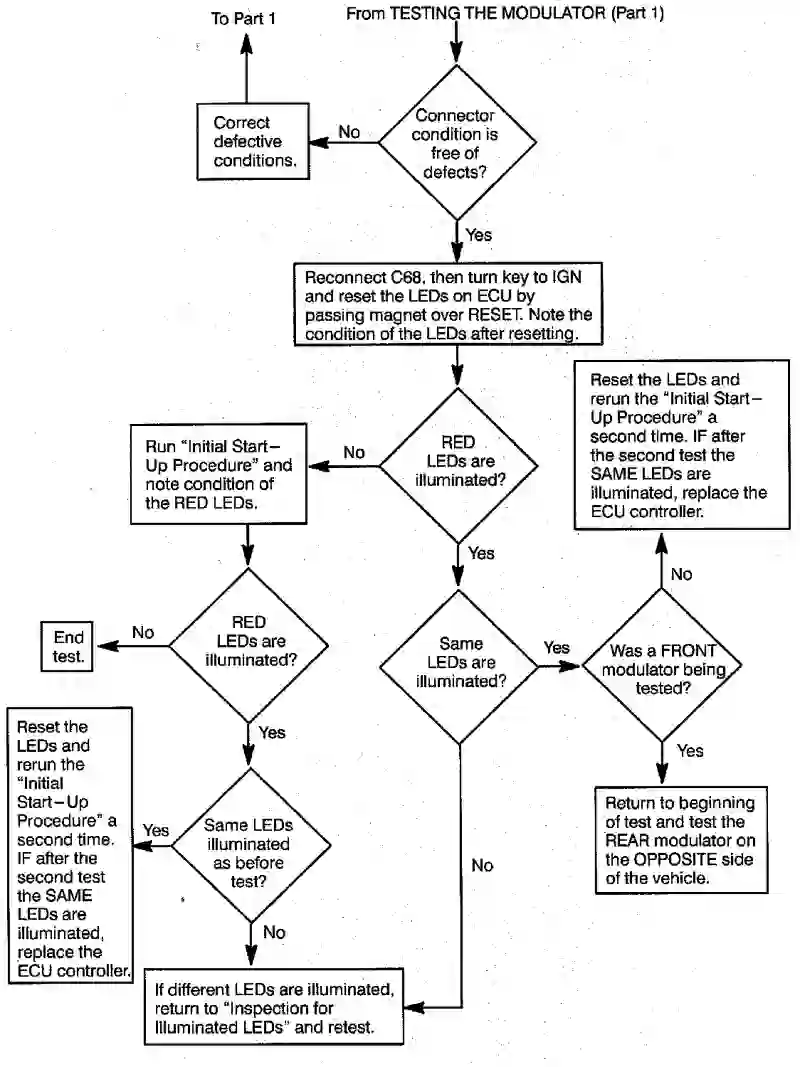 To Part 1
From TESTING THE MODULATOR (Part 1)
Connector
condition is
free of
defects?
No
Correct
defective
conditions.
Yes
Reconnect C68, then turn key to IGN
and reset the LEDs on ECU by
passing magnet over RESET. Note the
condition of the LEDs after resetting.
RED
LEDs are
illuminated?
No
Run “Initial Start–
Up Procedure” and
note condition of
the RED LEDs.
Yes
Reset the LEDs and
rerun the “Initial Start–
Up Procedure” a
second time. IF after
the second test the
SAME LEDs are
illuminated, replace the
ECU controller.
No
RED
LEDs are
illuminated?
No
End
test.
Same
LEDs are
illuminated?
Yes
Was a FRONT
modulator being
tested?
Yes
Yes
Reset the
LEDs and
rerun the
“Initial
Start–Up
Procedure” a
second time.
IF after the
second test
the SAME
LEDs are
illuminated,
replace the
ECU controller.
Yes
Same LEDs
illuminated
as before
test?
No
No
Return to beginning
of test and test the
REAR modulator on
the OPPOSITE side
of the vehicle.
If different LEDs are illuminated,
return to “Inspection for
Illuminated LEDs” and retest.